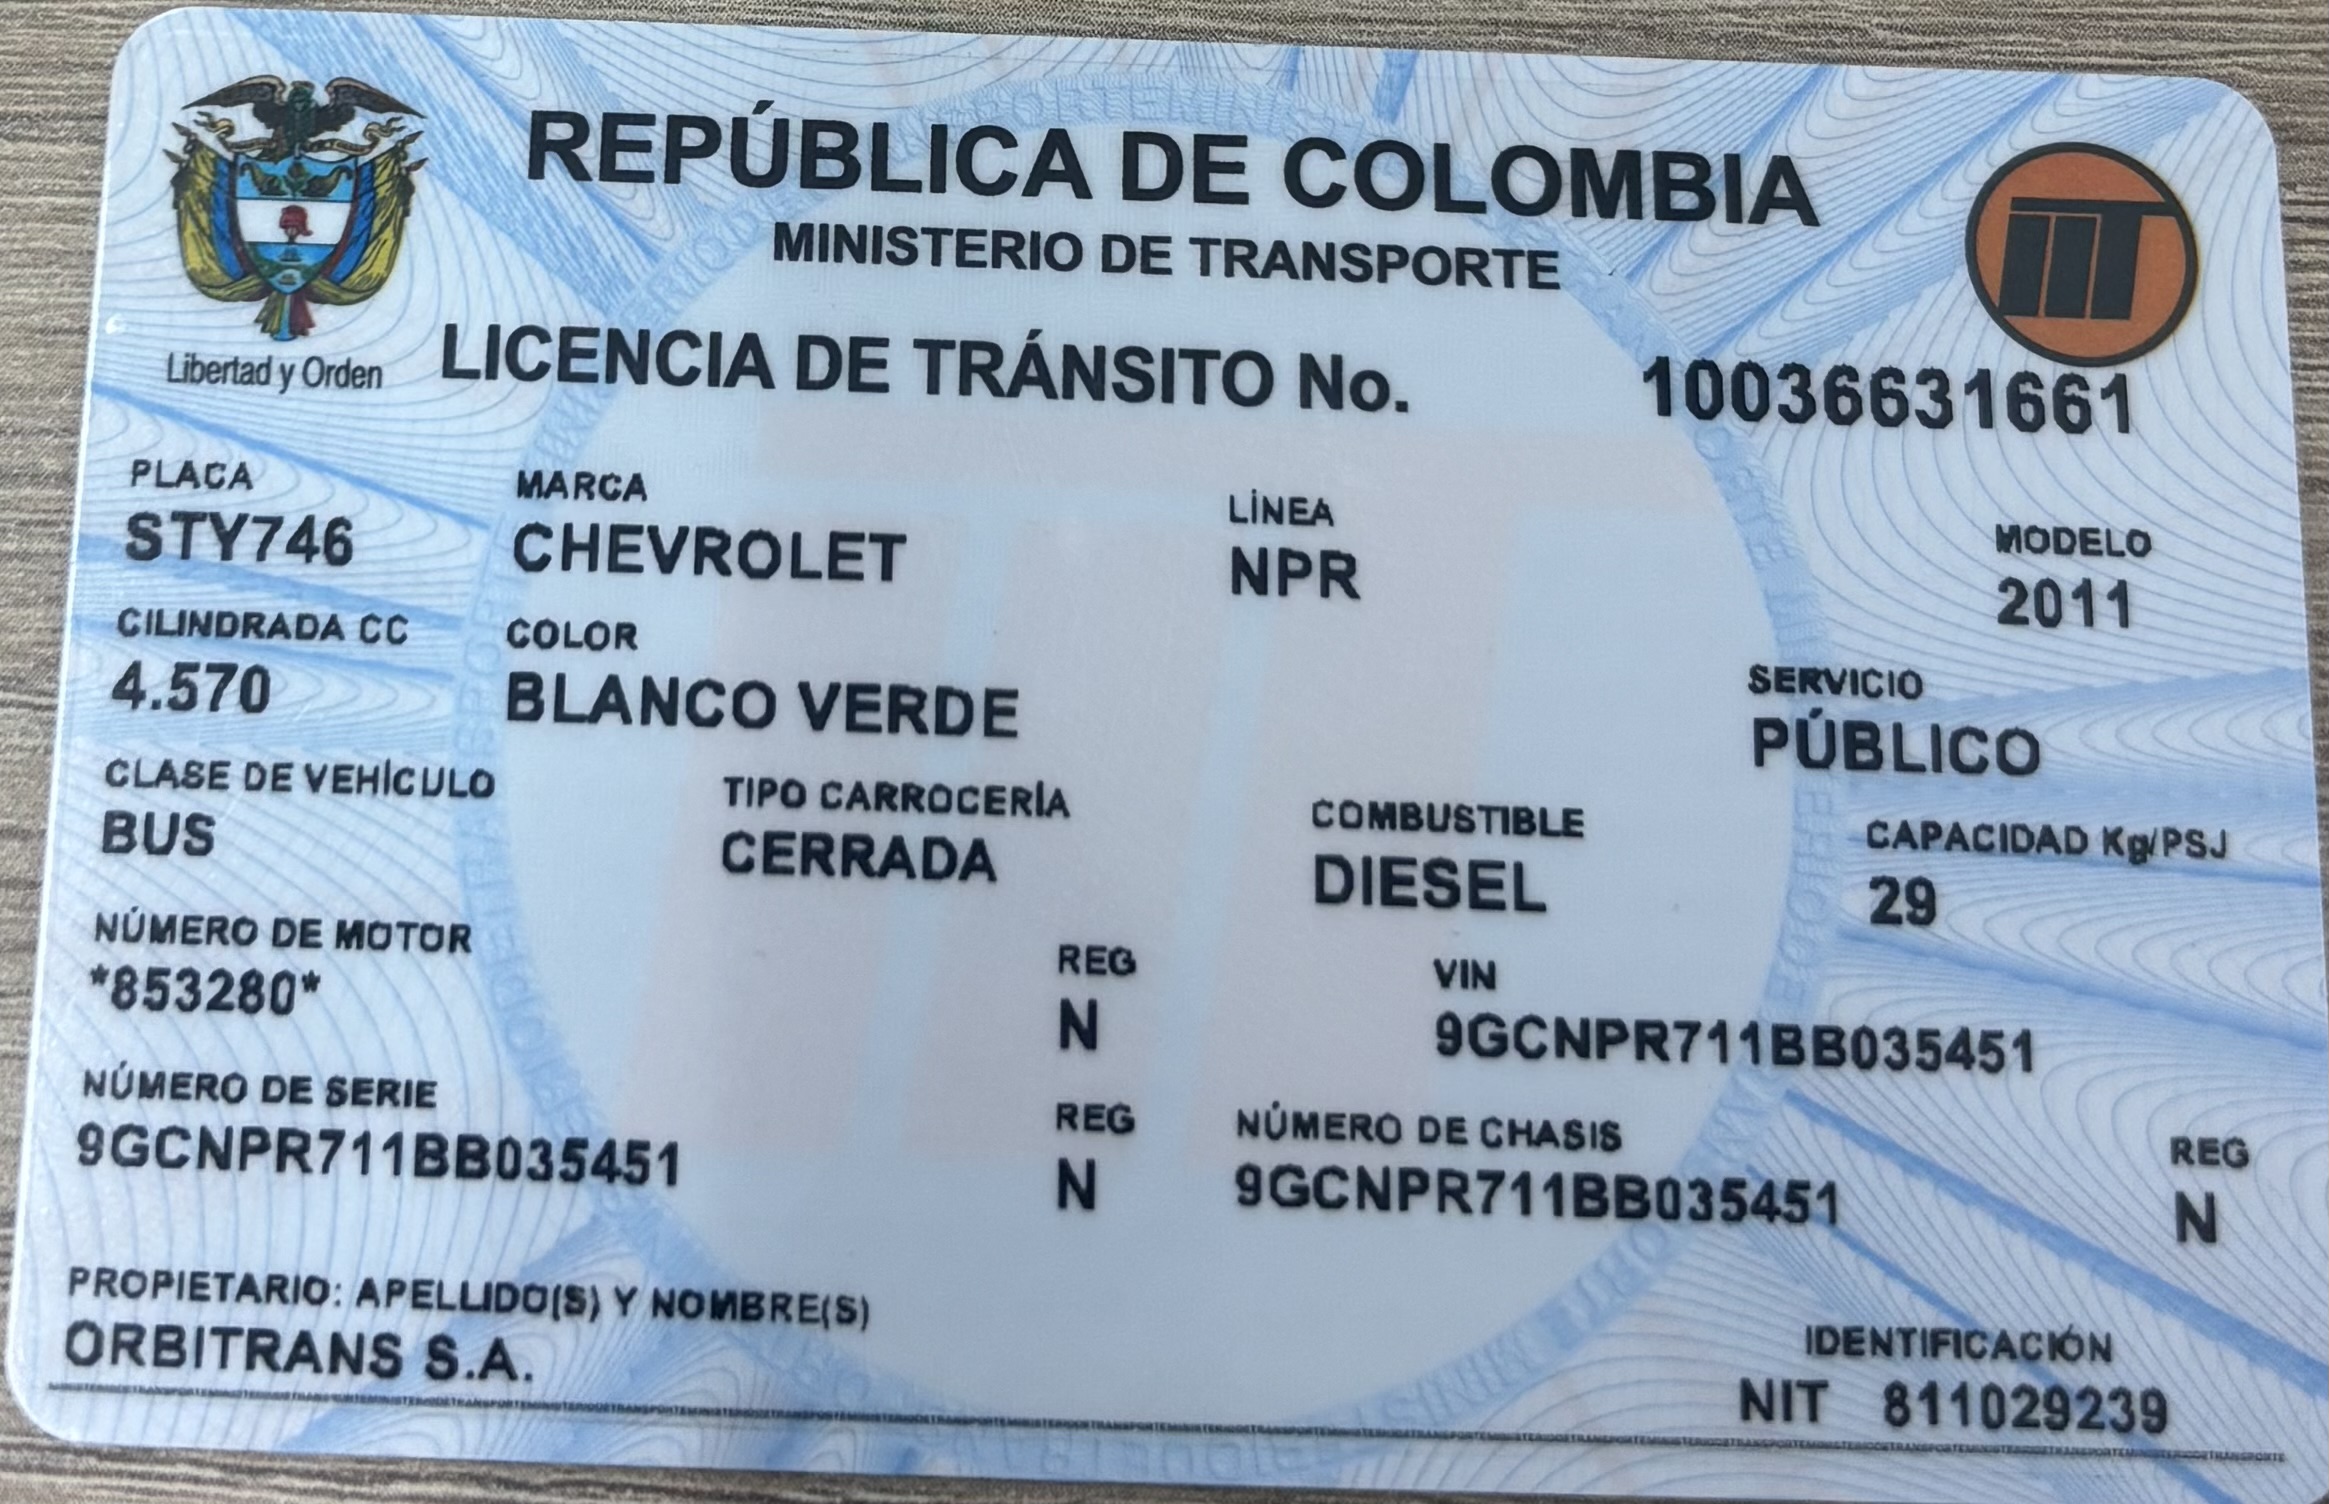 REPÚBLICA DE COLOMBIA
MINISTERIO DE TRANSPORTE
Libertad y Orden
LICENCIA DE TRÁNSITO No. 10036631661
PLACA MARCA LÍNEA MODELO
STY746 CHEVROLET NPR 2011
CILINDRADA CC COLOR SERVICIO
4.570 BLANCO VERDE PÚBLICO
CLASE DE VEHÍCULO TIPO CARROCERÍA COMBUSTIBLE CAPACIDAD Kg/PSJ
BUS CERRADA DIESEL 29
NÚMERO DE MOTOR REG VIN
*853280* N 9GCNPR711BB035451
NÚMERO DE SERIE REG NÚMERO DE CHASIS REG
9GCNPR711BB035451 N 9GCNPR711BB035451 N
PROPIETARIO: APELLIDO(S) Y NOMBRE(S) IDENTIFICACIÓN
ORBITRANS S.A. NIT 811029239